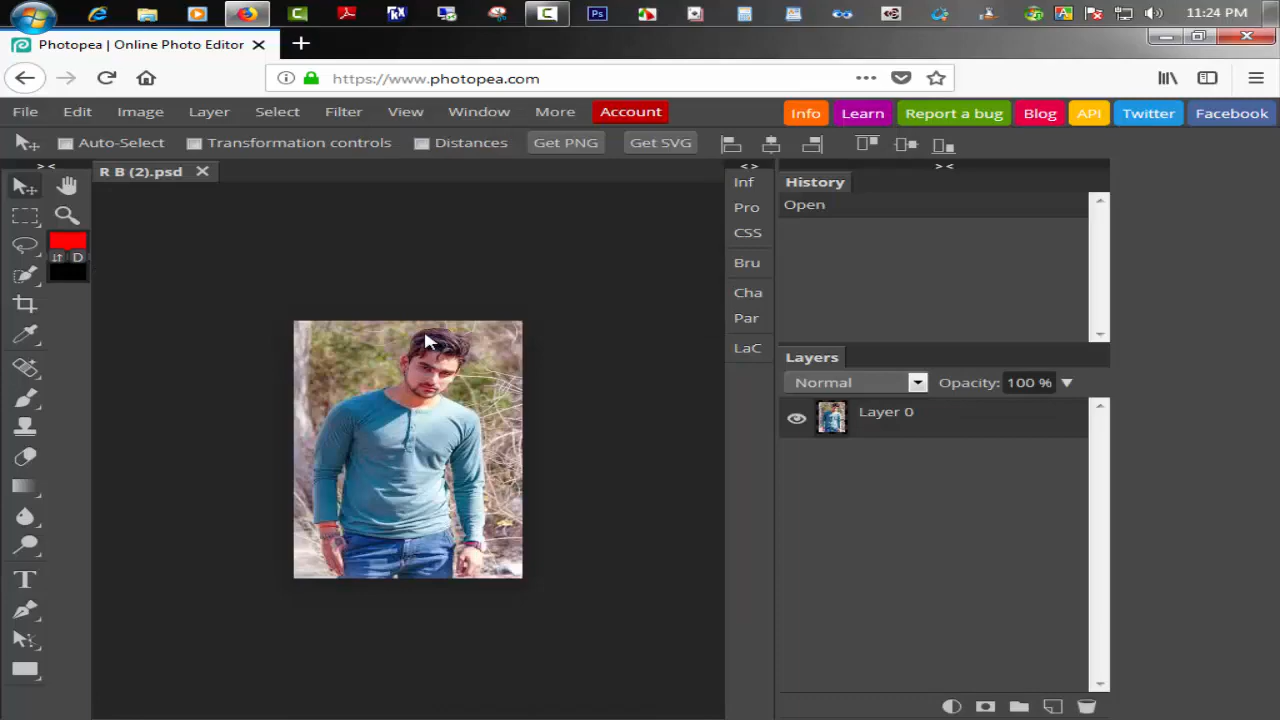 11:24 PM
Photopea | Online Photo Editor
https://www.photopea.com
File Edit Image Layer Select Filter View Window More Account Info Learn Report a bug Blog API Twitter Facebook
Auto-Select Transformation controls Distances Get PNG Get SVG
> < < > > <
R B (2).psd
Inf
Pro
CSS
Bru
Cha
Par
LaC
D
T
History
Open
Layers
Normal Opacity: 100 %
Layer 0